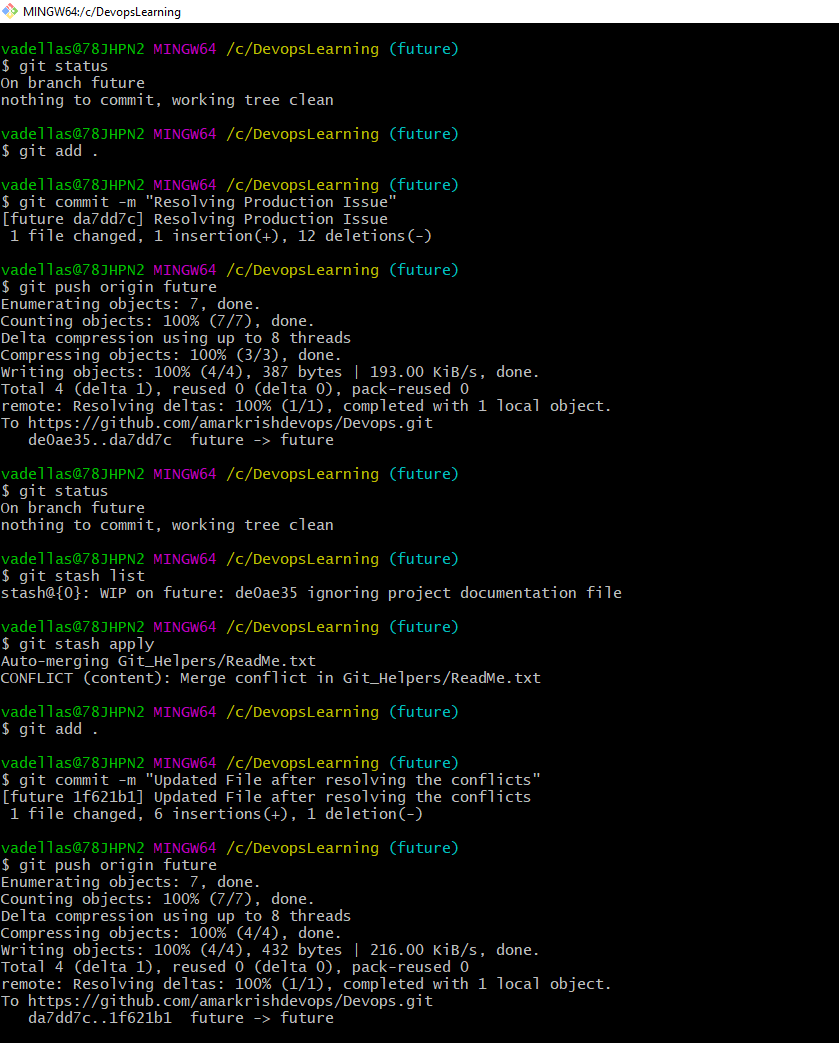 MINGW64:/c/DevopsLearning
vadellas@78JHPN2 MINGW64 /c/DevopsLearning (future)
$ git status
On branch future
nothing to commit, working tree clean
vadellas@78JHPN2 MINGW64 /c/DevopsLearning (future)
$ git add .
vadellas@78JHPN2 MINGW64 /c/DevopsLearning (future)
$ git commit -m "Resolving Production Issue"
[future da7dd7c] Resolving Production Issue
 1 file changed, 1 insertion(+), 12 deletions(-)
vadellas@78JHPN2 MINGW64 /c/DevopsLearning (future)
$ git push origin future
Enumerating objects: 7, done.
Counting objects: 100% (7/7), done.
Delta compression using up to 8 threads
Compressing objects: 100% (3/3), done.
Writing objects: 100% (4/4), 387 bytes | 193.00 KiB/s, done.
Total 4 (delta 1), reused 0 (delta 0), pack-reused 0
remote: Resolving deltas: 100% (1/1), completed with 1 local object.
To https://github.com/amarkrishdevops/Devops.git
   de0ae35..da7dd7c  future -> future
vadellas@78JHPN2 MINGW64 /c/DevopsLearning (future)
$ git status
On branch future
nothing to commit, working tree clean
vadellas@78JHPN2 MINGW64 /c/DevopsLearning (future)
$ git stash list
stash@{0}: WIP on future: de0ae35 ignoring project documentation file
vadellas@78JHPN2 MINGW64 /c/DevopsLearning (future)
$ git stash apply
Auto-merging Git_Helpers/ReadMe.txt
CONFLICT (content): Merge conflict in Git_Helpers/ReadMe.txt
vadellas@78JHPN2 MINGW64 /c/DevopsLearning (future)
$ git add .
vadellas@78JHPN2 MINGW64 /c/DevopsLearning (future)
$ git commit -m "Updated File after resolving the conflicts"
[future 1f621b1] Updated File after resolving the conflicts
 1 file changed, 6 insertions(+), 1 deletion(-)
vadellas@78JHPN2 MINGW64 /c/DevopsLearning (future)
$ git push origin future
Enumerating objects: 7, done.
Counting objects: 100% (7/7), done.
Delta compression using up to 8 threads
Compressing objects: 100% (4/4), done.
Writing objects: 100% (4/4), 432 bytes | 216.00 KiB/s, done.
Total 4 (delta 1), reused 0 (delta 0), pack-reused 0
remote: Resolving deltas: 100% (1/1), completed with 1 local object.
To https://github.com/amarkrishdevops/Devops.git
   da7dd7c..1f621b1  future -> future